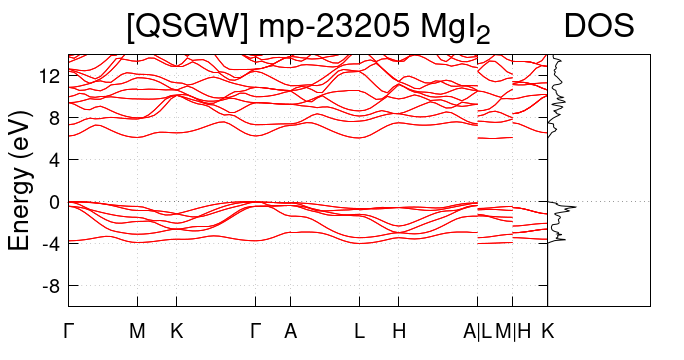 [QSGW] mp-23205 MgI₂ DOS
Energy (eV)
12
8
4
0
-4
-8
Γ M K Γ A L H A|L M|H K